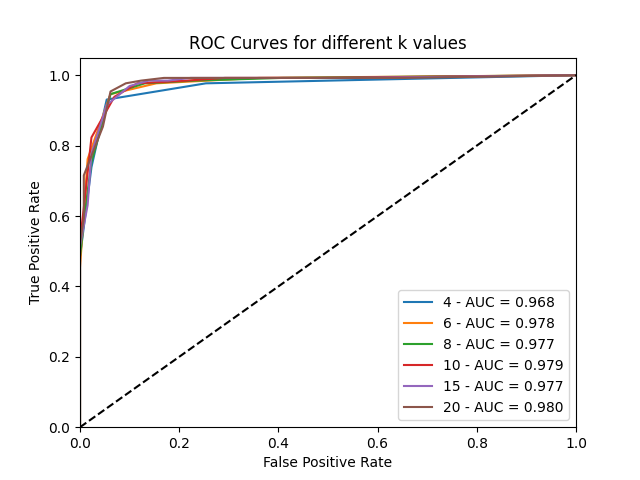 ROC Curves for different k values
True Positive Rate
1.0
0.8
0.6
0.4
0.2
0.0
4 - AUC = 0.968
6 - AUC = 0.978
8 - AUC = 0.977
10 - AUC = 0.979
15 - AUC = 0.977
20 - AUC = 0.980
0.0 0.2 0.4 0.6 0.8 1.0
False Positive Rate